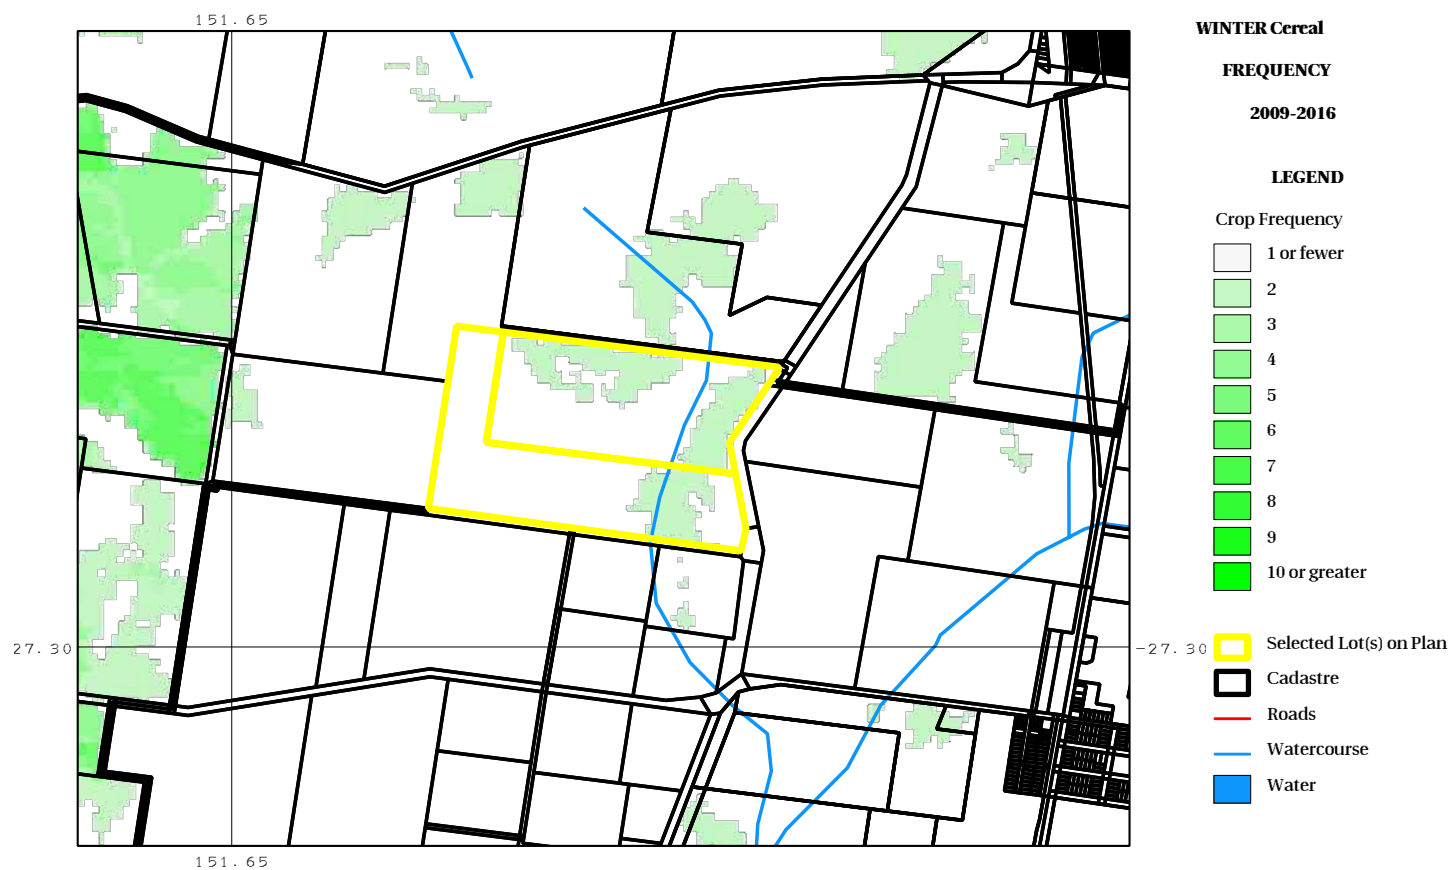 151.65
WINTER Cereal
FREQUENCY
2009-2016
LEGEND
Crop Frequency
1 or fewer
2
3
4
5
6
7
8
9
10 or greater
27.30
-27.30
Selected Lot(s) on Plan
Cadastre
Roads
Watercourse
Water
151.65